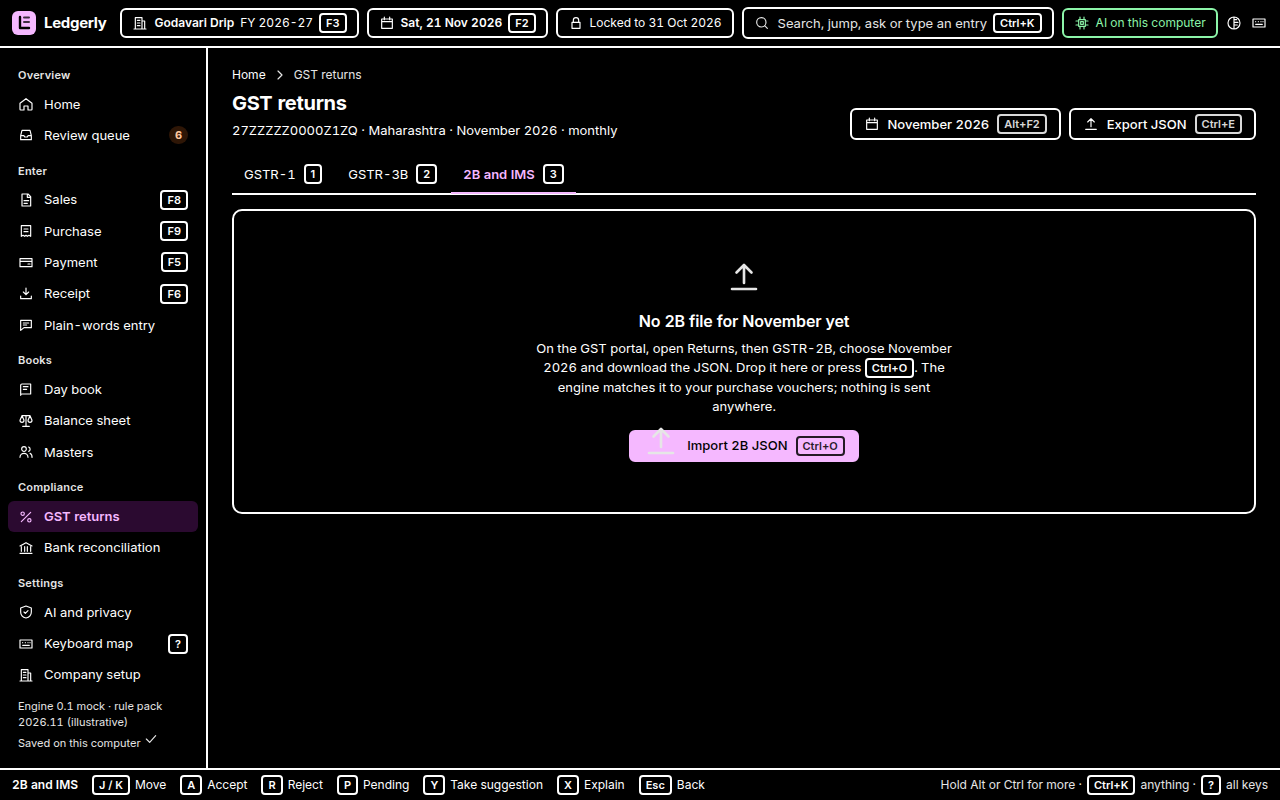 Ledgerly
Godavari Drip FY 2026-27 F3
Sat, 21 Nov 2026 F2
Locked to 31 Oct 2026
Search, jump, ask or type an entry Ctrl+K
AI on this computer
Overview
Home
Review queue 6
Enter
Sales F8
Purchase F9
Payment F5
Receipt F6
Plain-words entry
Books
Day book
Balance sheet
Masters
Compliance
GST returns
Bank reconciliation
Settings
AI and privacy
Keyboard map ?
Company setup
Engine 0.1 mock · rule pack
2026.11 (illustrative)
Saved on this computer
Home GST returns
GST returns
27ZZZZZ0000Z1ZQ · Maharashtra · November 2026 · monthly
November 2026 Alt+F2
Export JSON Ctrl+E
GSTR-1 1 GSTR-3B 2 2B and IMS 3
No 2B file for November yet
On the GST portal, open Returns, then GSTR-2B, choose November
2026 and download the JSON. Drop it here or press Ctrl+O. The
engine matches it to your purchase vouchers; nothing is sent
anywhere.
Import 2B JSON Ctrl+O
2B and IMS J / K Move A Accept R Reject P Pending Y Take suggestion X Explain Esc Back
Hold Alt or Ctrl for more · Ctrl+K anything · ? all keys